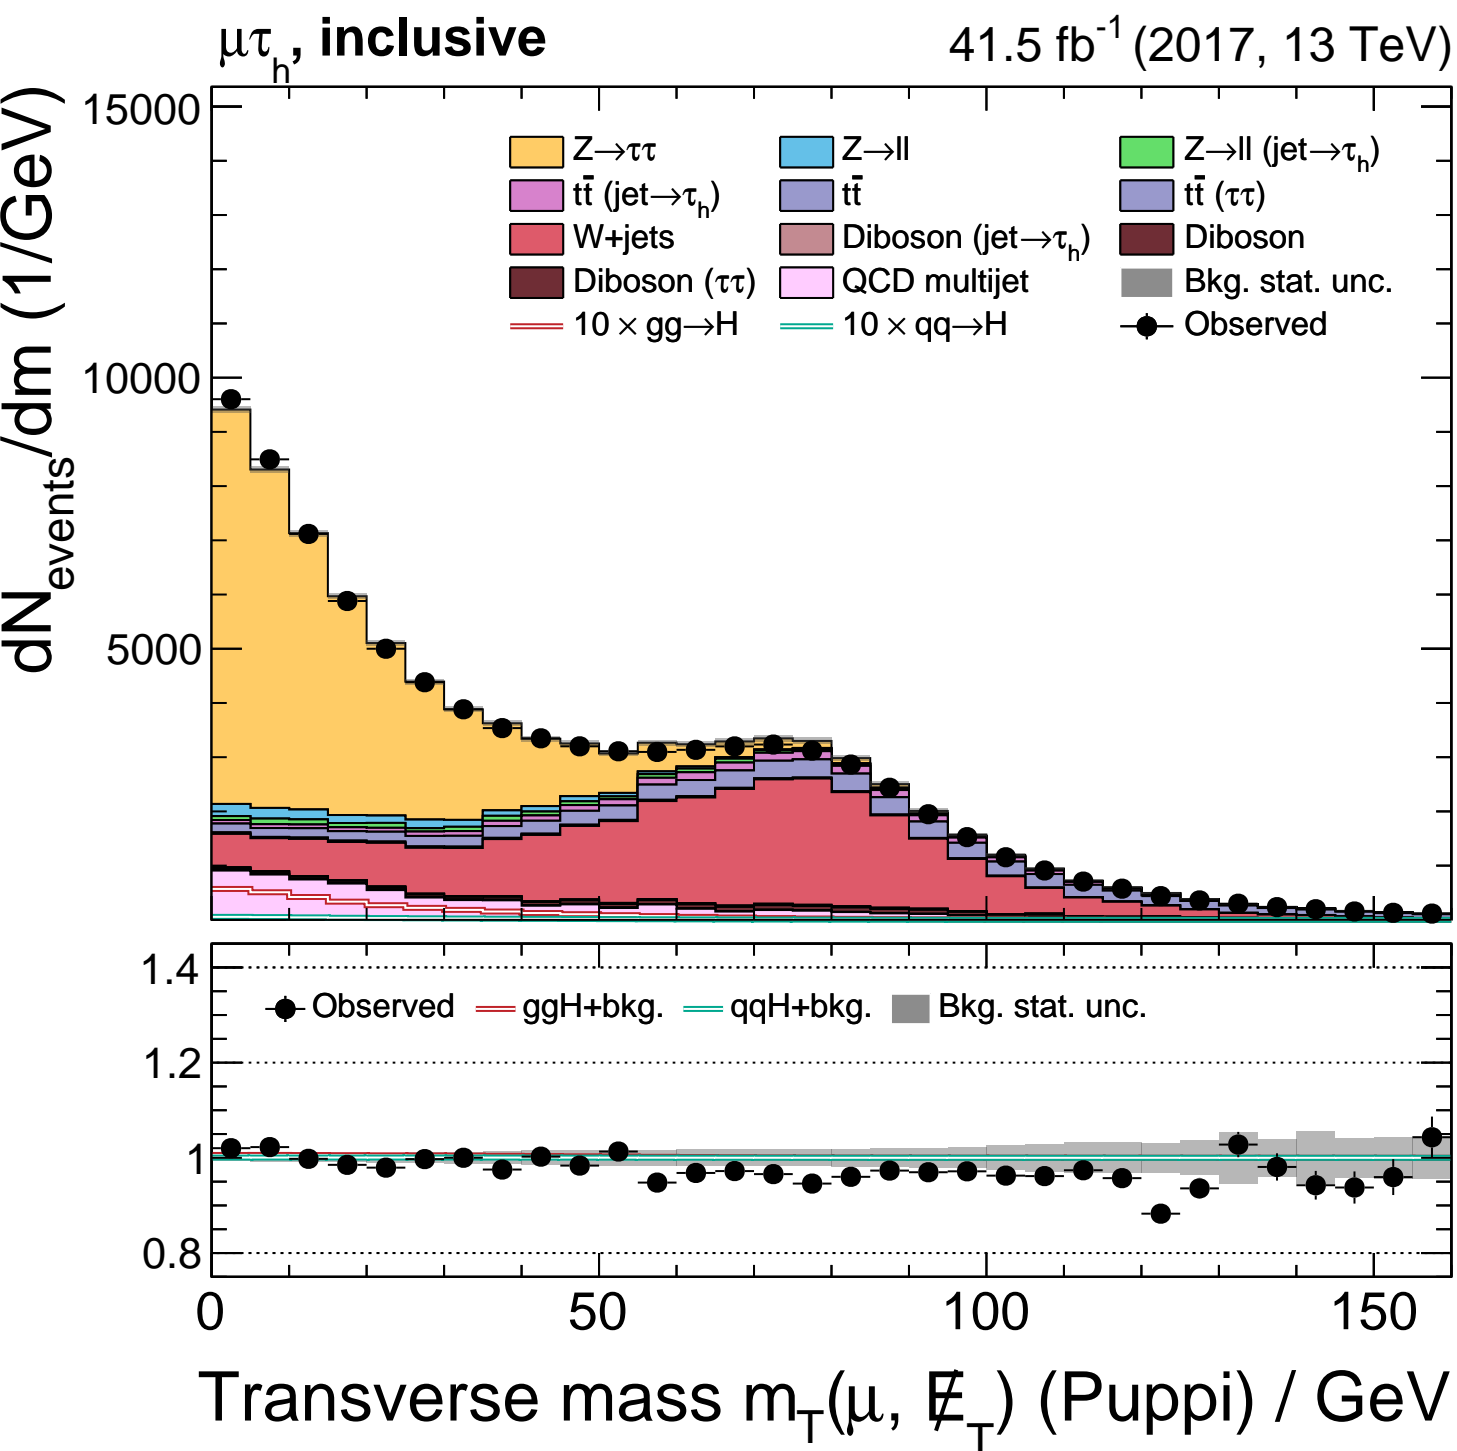 μτh, inclusive 41.5 fb-1 (2017, 13 TeV)
dNevents/dm (1/GeV)
15000
10000
5000
Z→ττ Z→ll Z→ll (jet→τh)
tt̄ (jet→τh) tt̄ tt̄ (ττ)
W+jets Diboson (jet→τh) Diboson
Diboson (ττ) QCD multijet Bkg. stat. unc.
10 × gg→H 10 × qq→H Observed
1.4
1.2
1
0.8
Observed ggH+bkg. qqH+bkg. Bkg. stat. unc.
0 50 100 150
Transverse mass mT(μ, E̸T) (Puppi) / GeV